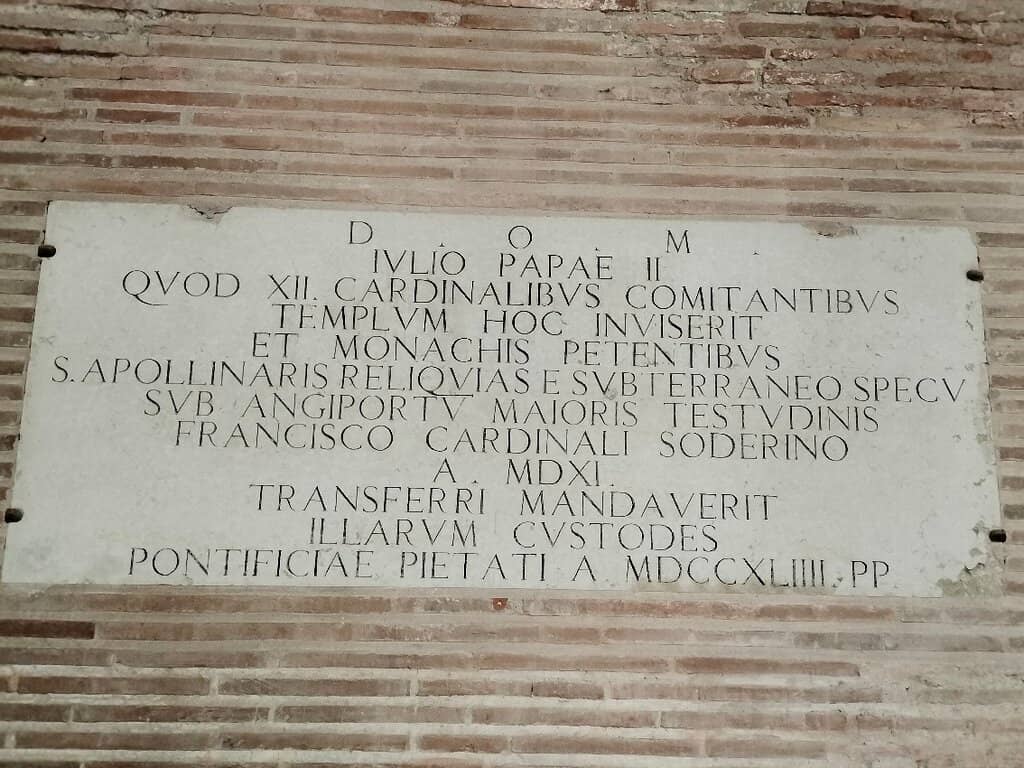 D . O . M .
IVLIO PAPAE II
QVOD XII. CARDINALIBVS COMITANTIBVS
TEMPLVM HOC INVISERIT
ET MONACHIS PETENTIBVS
S. APOLLINARIS RELIQVIAS E SVBTERRANEO SPECV
SVB ANGIPORTV MAIORIS TESTVDINIS
FRANCISCO CARDINALI SODERINO
A . MDXI.
TRANSFERRI MANDAVERIT
ILLARVM CVSTODES
PONTIFICIAE PIETATI A MDCCXLIIII. PP